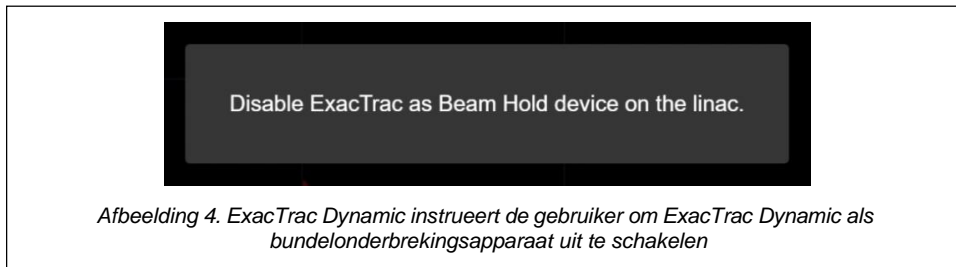 Disable ExacTrac as Beam Hold device on the linac.
Afbeelding 4. ExacTrac Dynamic instrueert de gebruiker om ExacTrac Dynamic als
bundelonderbrekingsapparaat uit te schakelen